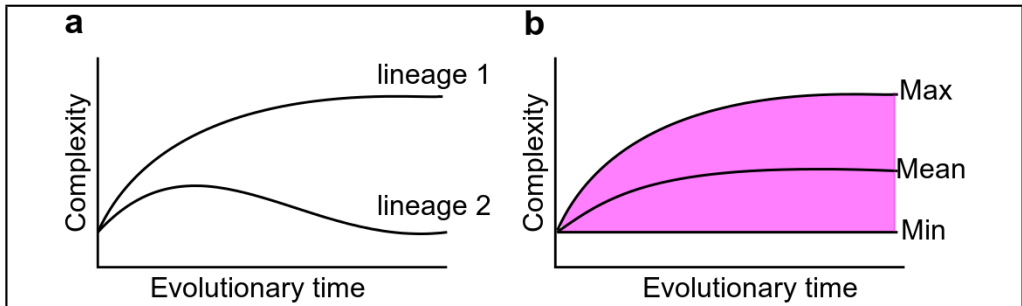 a
Complexity
lineage 1
lineage 2
Evolutionary time
b
Complexity
Max
Mean
Min
Evolutionary time